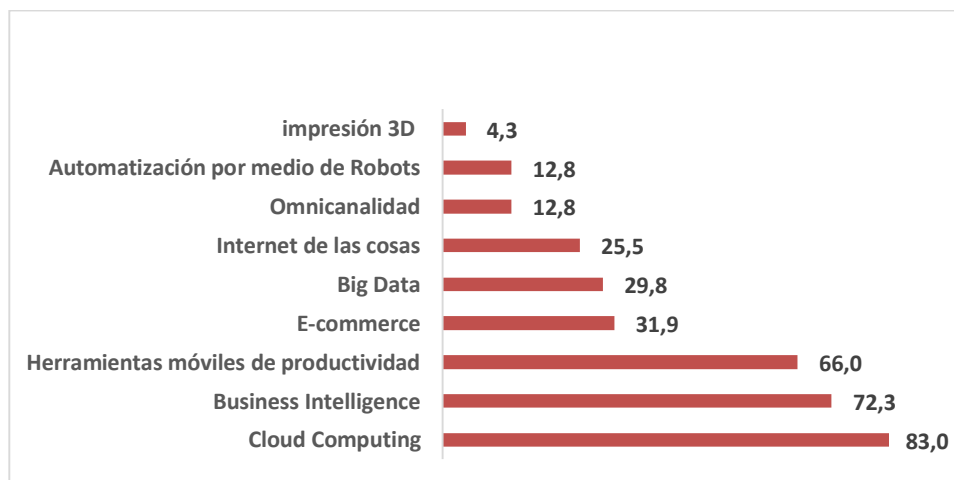 impresión 3D 4,3
Automatización por medio de Robots 12,8
Omnicanalidad 12,8
Internet de las cosas 25,5
Big Data 29,8
E-commerce 31,9
Herramientas móviles de productividad 66,0
Business Intelligence 72,3
Cloud Computing 83,0